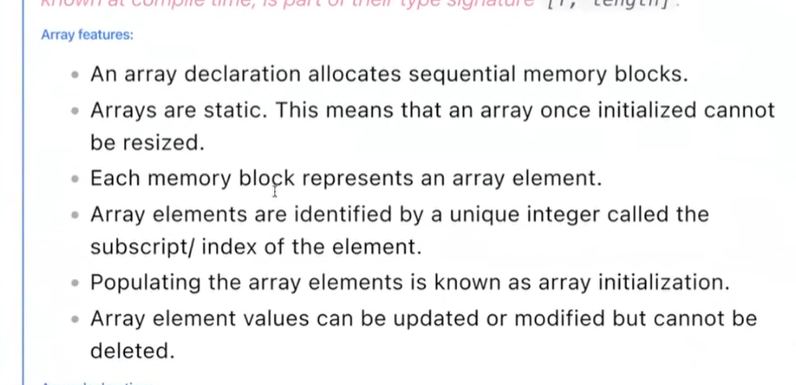 known at compile time, is part of their type signature [T; length].
Array features:
• An array declaration allocates sequential memory blocks.
• Arrays are static. This means that an array once initialized cannot
be resized.
• Each memory block represents an array element.
• Array elements are identified by a unique integer called the
subscript/ index of the element.
• Populating the array elements is known as array initialization.
• Array element values can be updated or modified but cannot be
deleted.